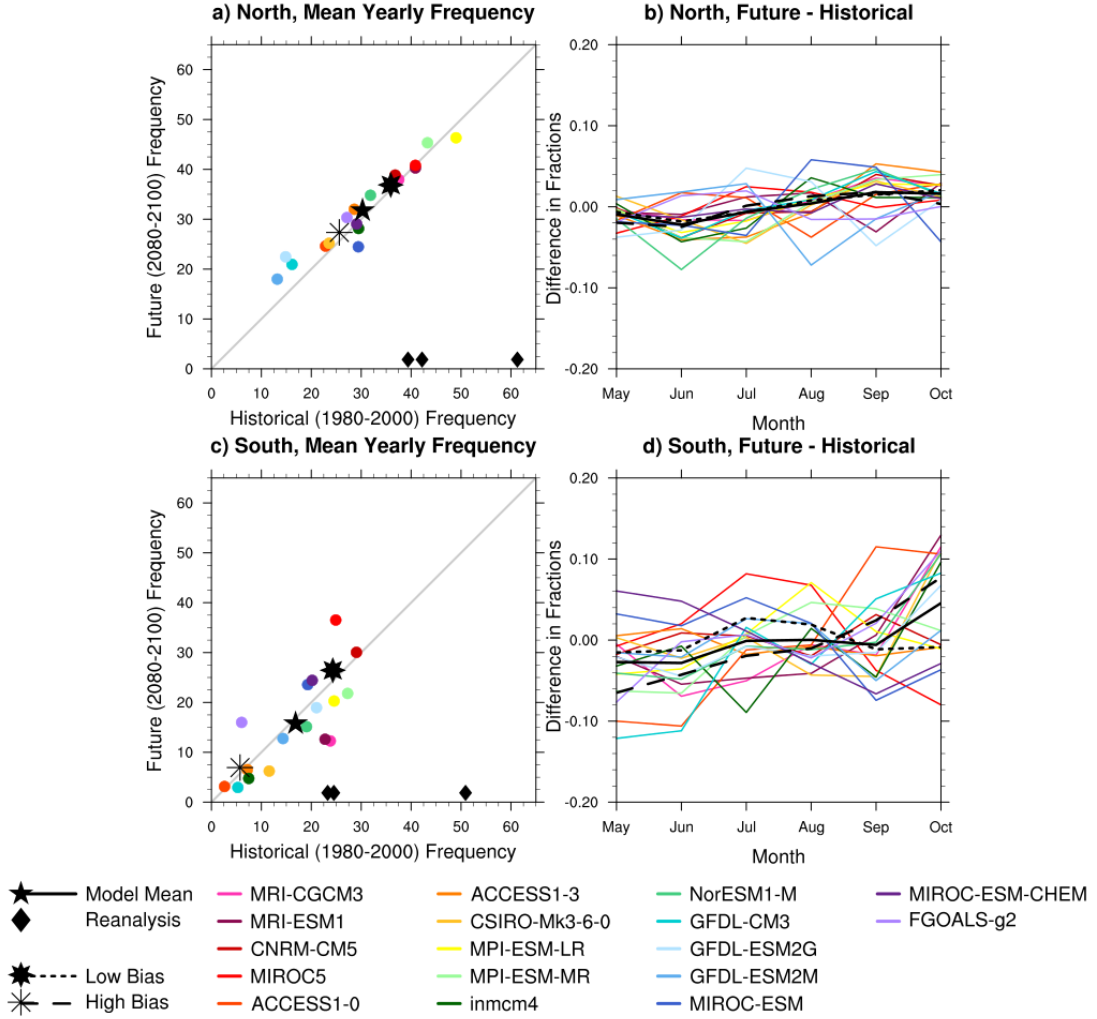 a) North, Mean Yearly Frequency
b) North, Future - Historical
Future (2080-2100) Frequency
60
50
40
30
20
10
0
0 10 20 30 40 50 60
Historical (1980-2000) Frequency
Difference in Fractions
0.20
0.10
0.00
-0.10
-0.20
May Jun Jul Aug Sep Oct
Month
c) South, Mean Yearly Frequency
d) South, Future - Historical
Future (2080-2100) Frequency
60
50
40
30
20
10
0
0 10 20 30 40 50 60
Historical (1980-2000) Frequency
Difference in Fractions
0.20
0.10
0.00
-0.10
-0.20
May Jun Jul Aug Sep Oct
Month
Model Mean
Reanalysis
Low Bias
High Bias
MRI-CGCM3
MRI-ESM1
CNRM-CM5
MIROC5
ACCESS1-0
ACCESS1-3
CSIRO-Mk3-6-0
MPI-ESM-LR
MPI-ESM-MR
inmcm4
NorESM1-M
GFDL-CM3
GFDL-ESM2G
GFDL-ESM2M
MIROC-ESM
MIROC-ESM-CHEM
FGOALS-g2